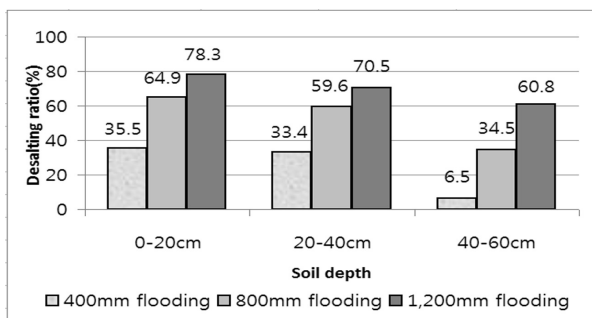 100
80
60
40
20
0
Desalting ratio(%)
35.5
64.9
78.3
33.4
59.6
70.5
6.5
34.5
60.8
0-20cm
20-40cm
40-60cm
Soil depth
400mm flooding
800mm flooding
1,200mm flooding